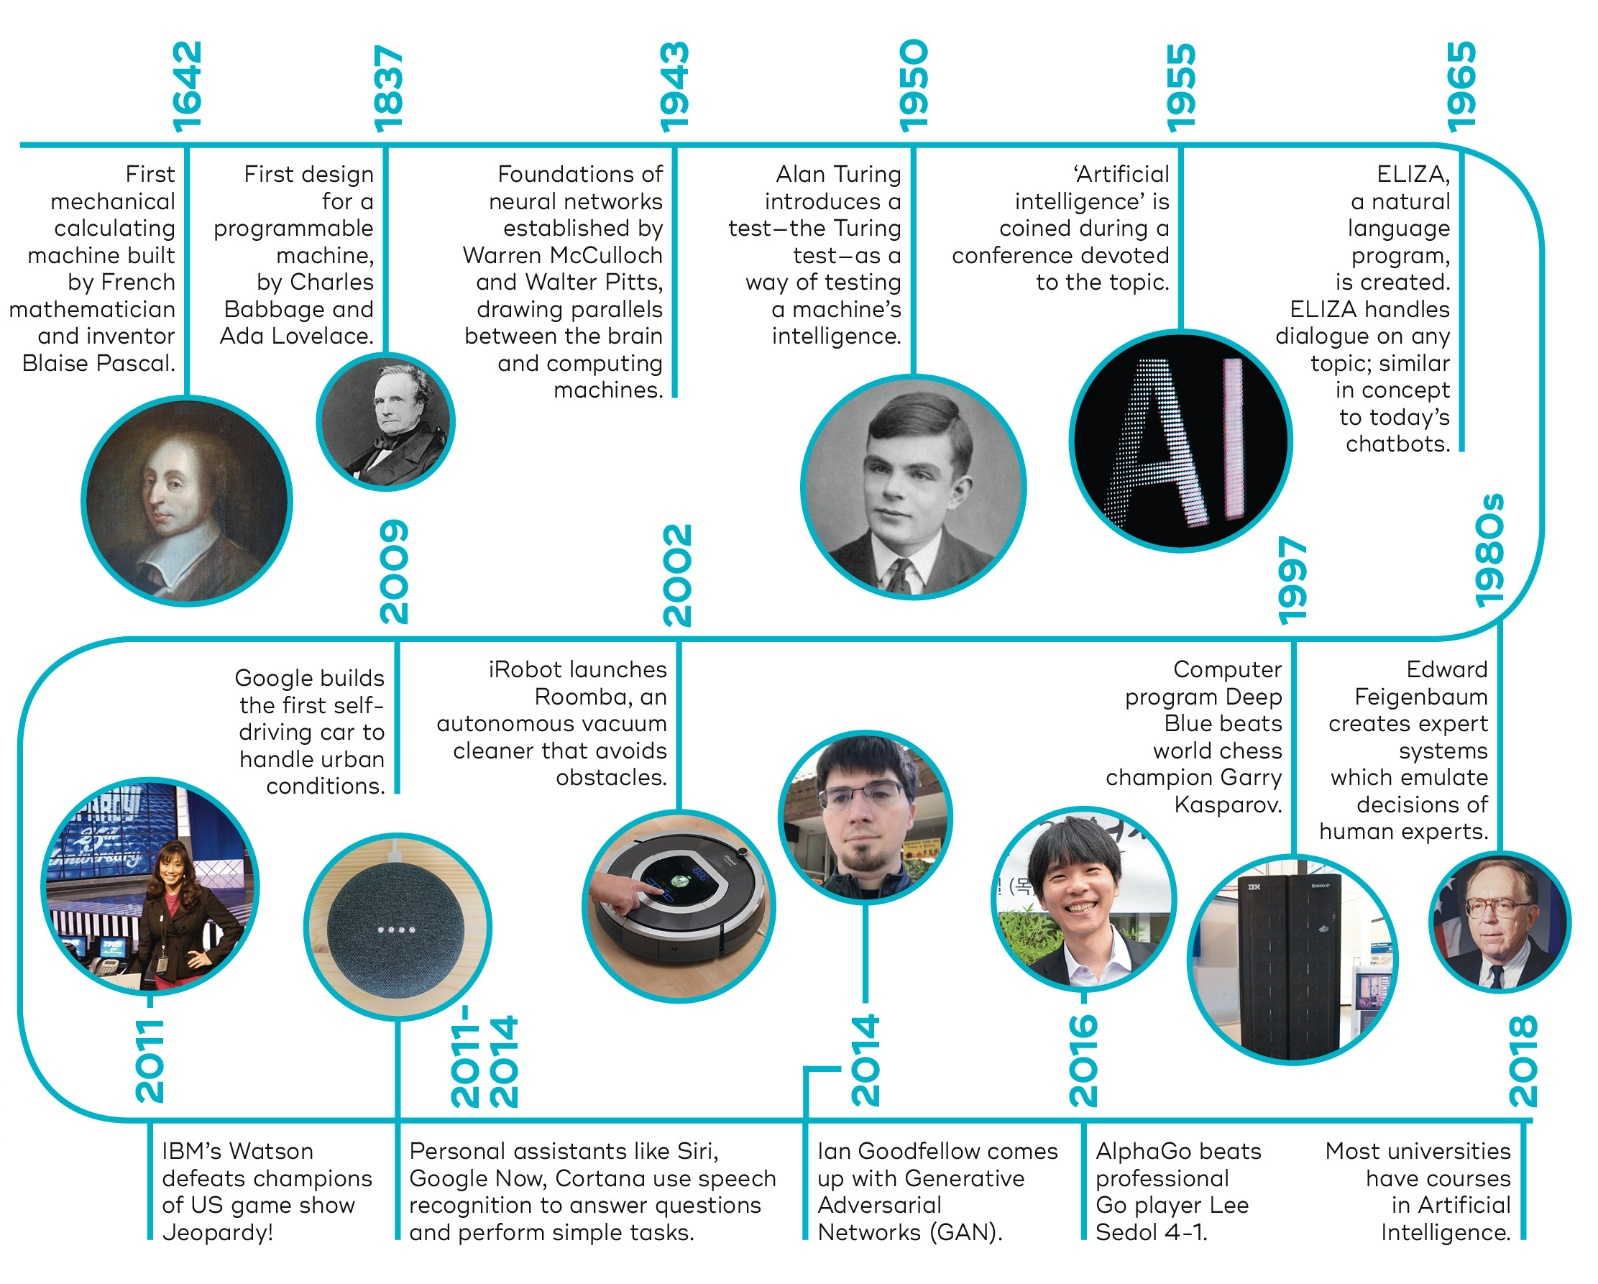 1642
First
mechanical
calculating
machine built
by French
mathematician
and inventor
Blaise Pascal.
1837
First design
for a
programmable
machine,
by Charles
Babbage and
Ada Lovelace.
1943
Foundations of
neural networks
established by
Warren McCulloch
and Walter Pitts,
drawing parallels
between the brain
and computing
machines.
1950
Alan Turing
introduces a
test—the Turing
test—as a
way of testing
a machine's
intelligence.
1955
‘Artificial
intelligence’ is
coined during a
conference devoted
to the topic.
AI
1965
ELIZA,
a natural
language
program,
is created.
ELIZA handles
dialogue on any
topic; similar
in concept
to today's
chatbots.
1980s
Edward
Feigenbaum
creates expert
systems
which emulate
decisions of
human experts.
1997
Computer
program Deep
Blue beats
world chess
champion Garry
Kasparov.
IBM
2002
iRobot launches
Roomba, an
autonomous vacuum
cleaner that avoids
obstacles.
2009
Google builds
the first self-
driving car to
handle urban
conditions.
2011
IBM's Watson
defeats champions
of US game show
Jeopardy!
Anniversary
2011-
2014
Personal assistants like Siri,
Google Now, Cortana use speech
recognition to answer questions
and perform simple tasks.
2014
Ian Goodfellow comes
up with Generative
Adversarial
Networks (GAN).
2016
AlphaGo beats
professional
Go player Lee
Sedol 4-1.
2018
Most universities
have courses
in Artificial
Intelligence.